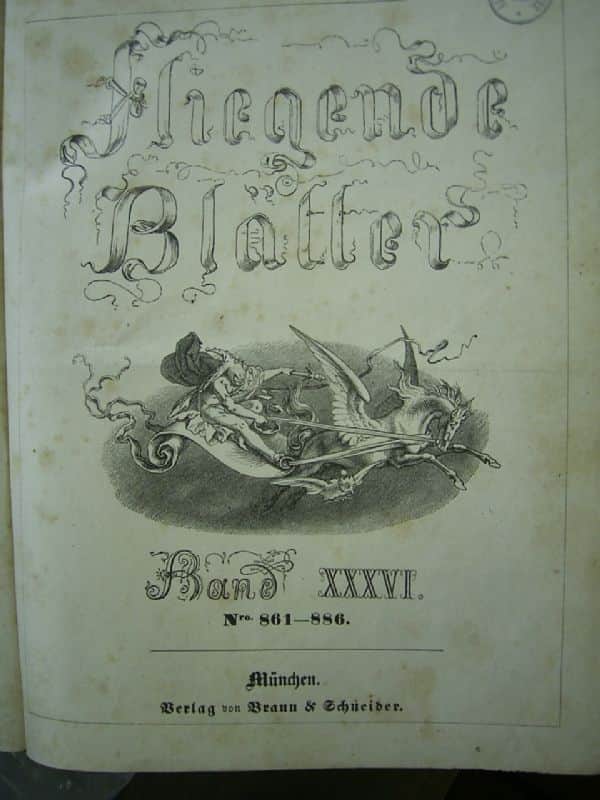 Fliegende
Blätter
Band XXXVI.
Nro. 861—886.
München.
Verlag von Braun & Schneider.